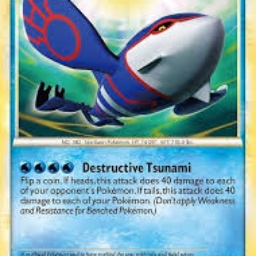 Destructive Tsunami
Flip a coin. If heads, this attack does 40 damage to each
of your opponent's Pokémon. If tails, this attack does 40
damage to each of your Pokémon. (Don't apply Weakness
and Resistance for Benched Pokémon.)